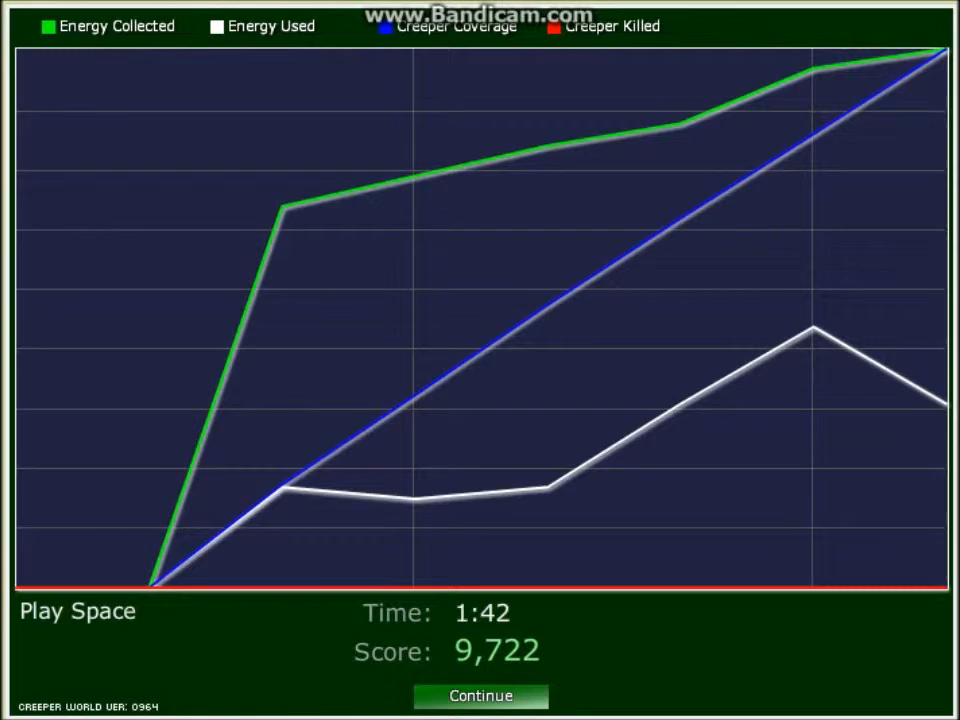 www.Bandicam.com
Energy Collected Energy Used Creeper Coverage Creeper Killed
Play Space
Time: 1:42
Score: 9,722
Continue
CREEPER WORLD VER: 0964